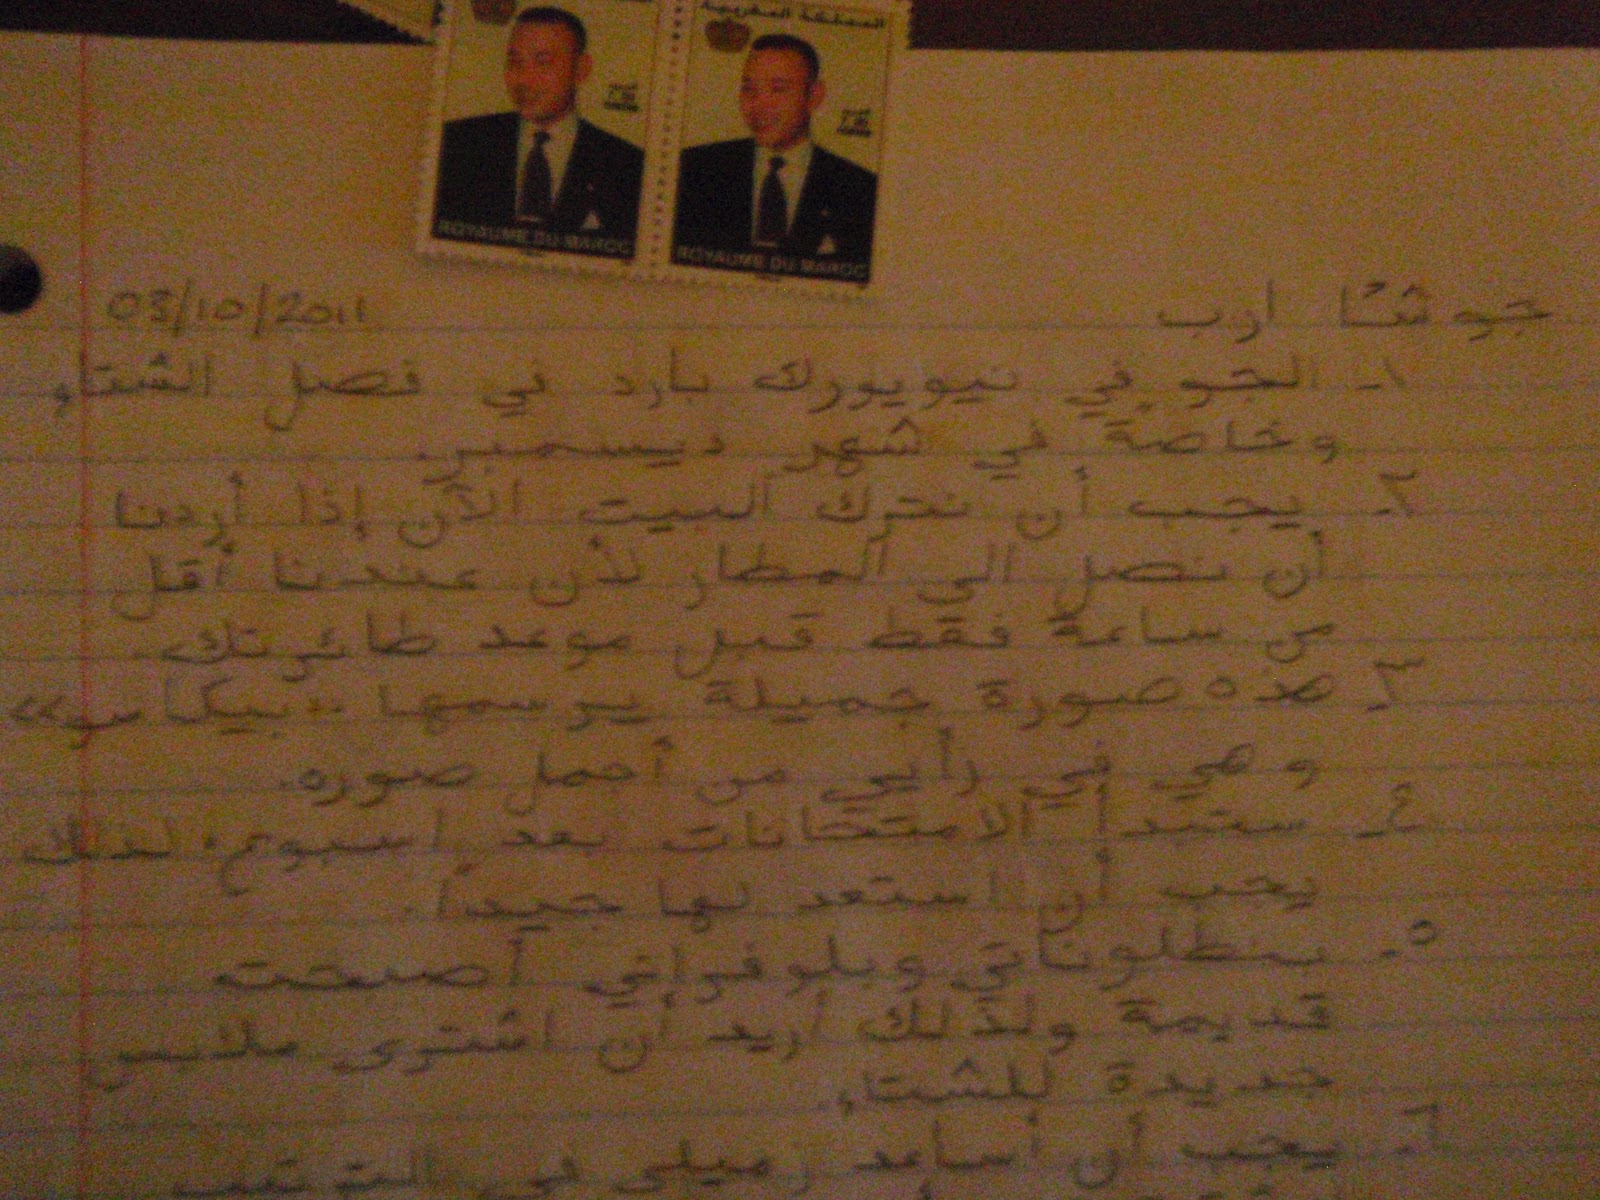 المملكة المغربية
ROYAUME DU MAROC
ROYAUME DU MAROC
03/10/2011
١- الجو في نيويورك بارد في فصل الشتاء
وخاصةً في شهر ديسمبر.
٢- يجب أن نترك البيت الآن إذا أردنا
أن نصل الى المطار لأن عندنا أقل
من ساعة فقط قبل موعد طائرتك.
٣- هذه صورة جميلة يرسمها "بيكاسو"
وهي في رأيي من أجمل صوره.
٤- ستبدأ الامتحانات بعد اسبوع، لذلك
يجب أن استعد لها جيداً.
٥- بنطلوناتي وبلوفراتي أصبحت
قديمة ولذلك اريد أن اشترى ملابس
جديدة للشتاء.
٦- يجب أن أساعد زميلي في